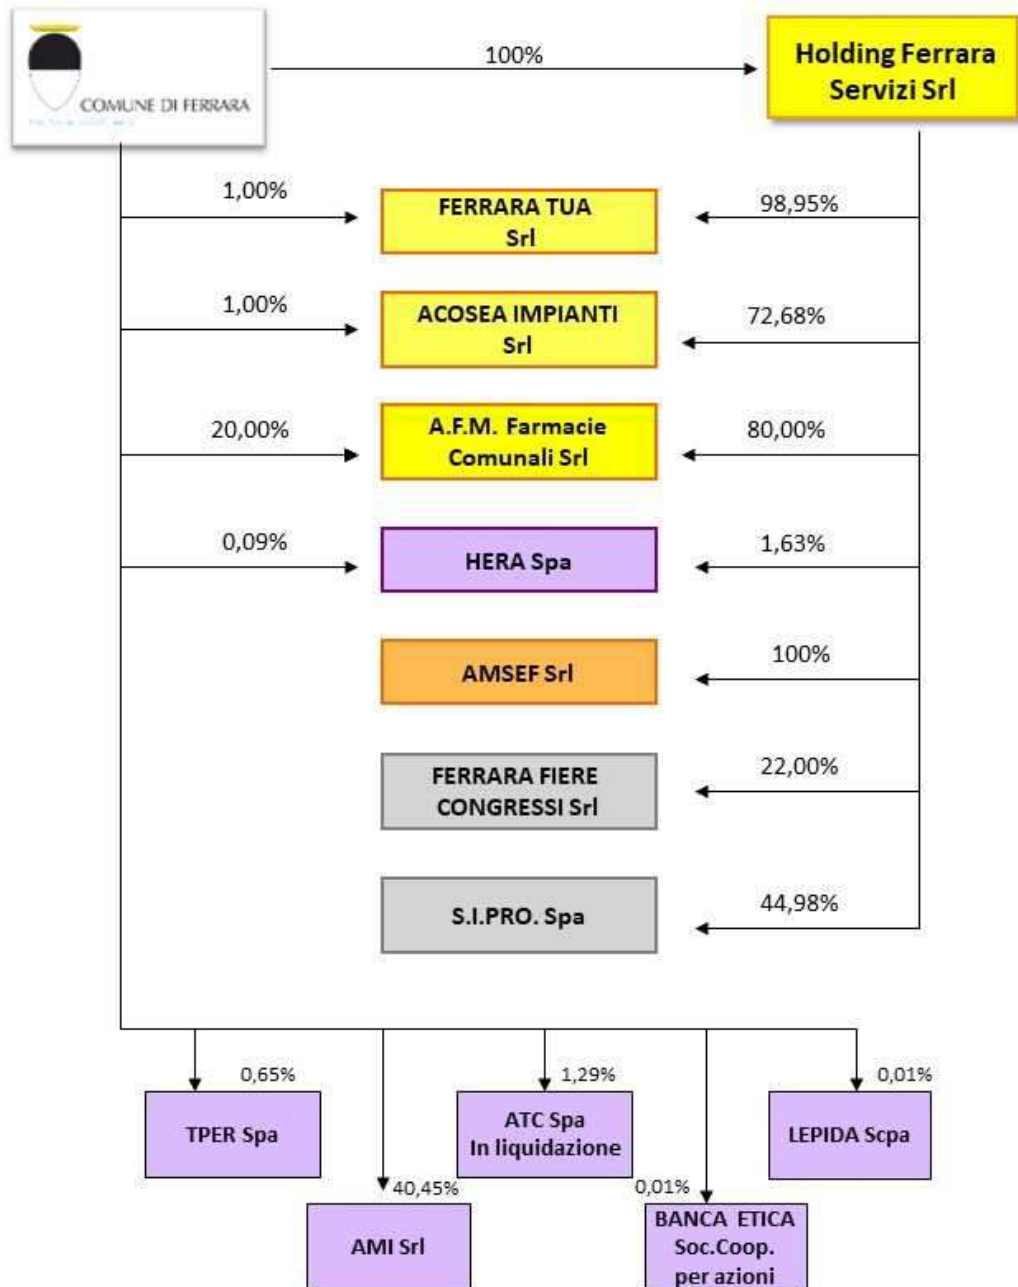 COMUNE DI FERRARA
100%
Holding Ferrara
Servizi Srl
1,00%
FERRARA TUA
Srl
98,95%
1,00%
ACOSEA IMPIANTI
Srl
72,68%
20,00%
A.F.M. Farmacie
Comunali Srl
80,00%
0,09%
HERA Spa
1,63%
AMSEF Srl
100%
FERRARA FIERE
CONGRESSI Srl
22,00%
S.I.PRO. Spa
44,98%
0,65%
TPER Spa
1,29%
ATC Spa
In liquidazione
0,01%
LEPIDA Scpa
40,45%
AMI Srl
0,01%
BANCA ETICA
Soc.Coop.
per azioni